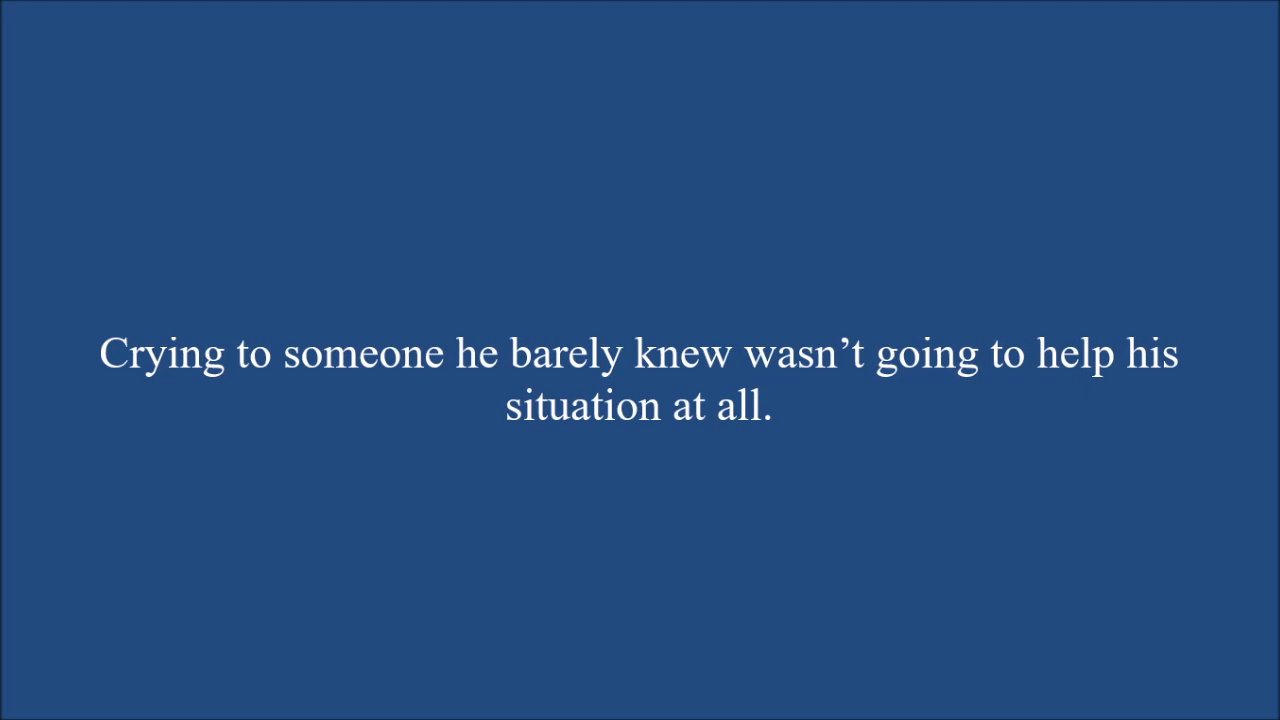 Crying to someone he barely knew wasn’t going to help his
situation at all.